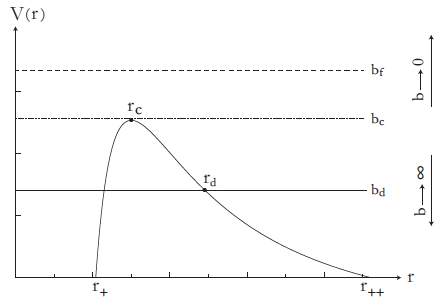 V(r)
b_f
b→0
r_c
b_c
b→∞
r_d
b_d
r_+
r_++
r